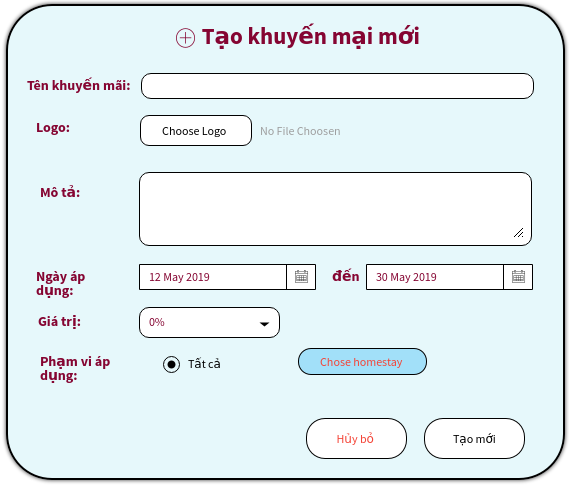 Tạo khuyến mại mới
Tên khuyến mãi:
Logo: Choose Logo No File Choosen
Mô tả:
Ngày áp dụng: 12 May 2019 đến 30 May 2019
Giá trị: 0%
Phạm vi áp dụng: Tất cả Chose homestay
Hủy bỏ Tạo mới